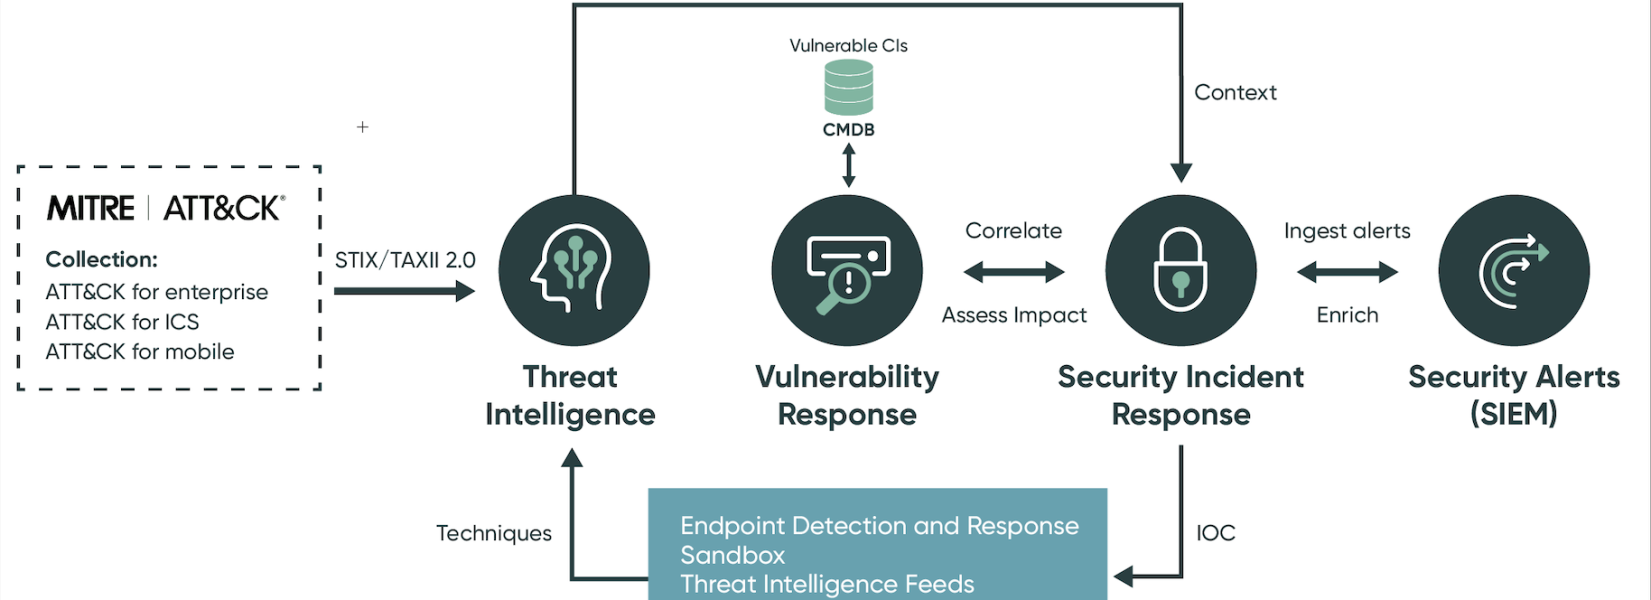 Vulnerable CIs
CMDB
Context
MITRE | ATT&CK®
Collection:
ATT&CK for enterprise
ATT&CK for ICS
ATT&CK for mobile
STIX/TAXII 2.0
Threat
Intelligence
Vulnerability
Response
Correlate
Assess Impact
Security Incident
Response
Ingest alerts
Enrich
Security Alerts
(SIEM)
Techniques
Endpoint Detection and Response
Sandbox
Threat Intelligence Feeds
IOC